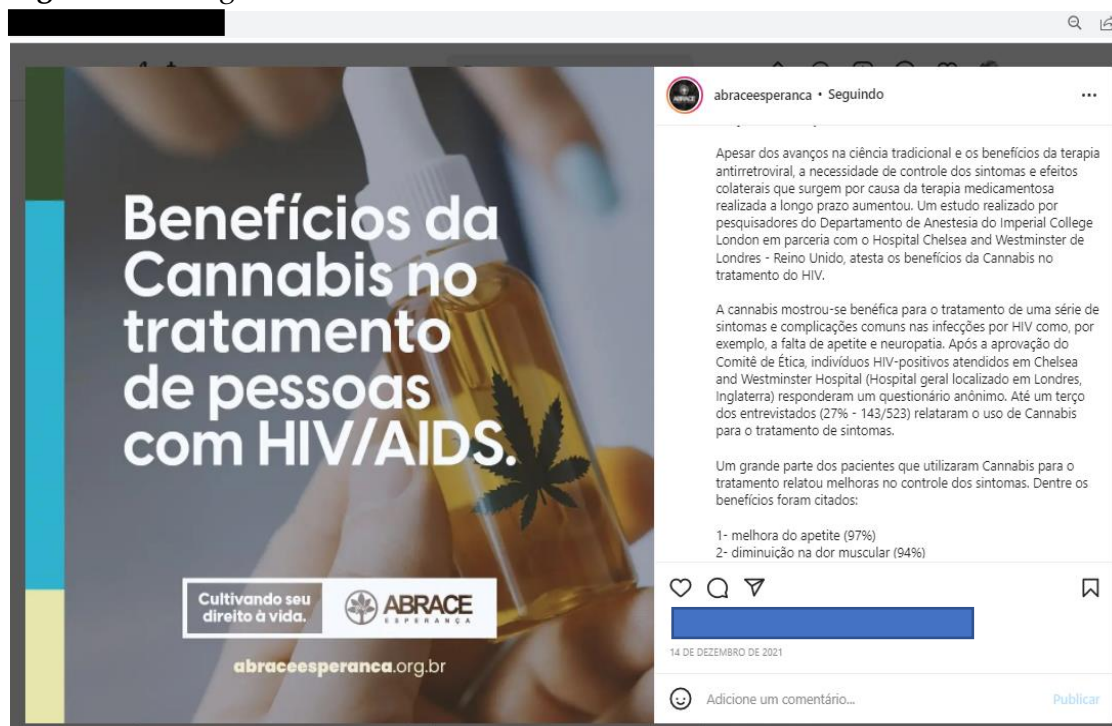 Benefícios da
Cannabis no
tratamento
de pessoas
com HIV/AIDS.
Cultivando seu
direito à vida.
ABRACE
ESPERANÇA
abraceesperanca.org.br
abraceesperanca • Seguindo
Apesar dos avanços na ciência tradicional e os benefícios da terapia
antirretroviral, a necessidade de controle dos sintomas e efeitos
colaterais que surgem por causa da terapia medicamentosa
realizada a longo prazo aumentou. Um estudo realizado por
pesquisadores do Departamento de Anestesia do Imperial College
London em parceria com o Hospital Chelsea and Westminster de
Londres - Reino Unido, atesta os benefícios da Cannabis no
tratamento do HIV.
A cannabis mostrou-se benéfica para o tratamento de uma série de
sintomas e complicações comuns nas infecções por HIV como, por
exemplo, a falta de apetite e neuropatia. Após a aprovação do
Comitê de Ética, indivíduos HIV-positivos atendidos em Chelsea
and Westminster Hospital (Hospital geral localizado em Londres,
Inglaterra) responderam um questionário anônimo. Até um terço
dos entrevistados (27% - 143/523) relataram o uso de Cannabis
para o tratamento de sintomas.
Um grande parte dos pacientes que utilizaram Cannabis para o
tratamento relatou melhoras no controle dos sintomas. Dentre os
benefícios foram citados:
1- melhora do apetite (97%)
2- diminuição na dor muscular (94%)
14 DE DEZEMBRO DE 2021
Adicione um comentário...
Publicar